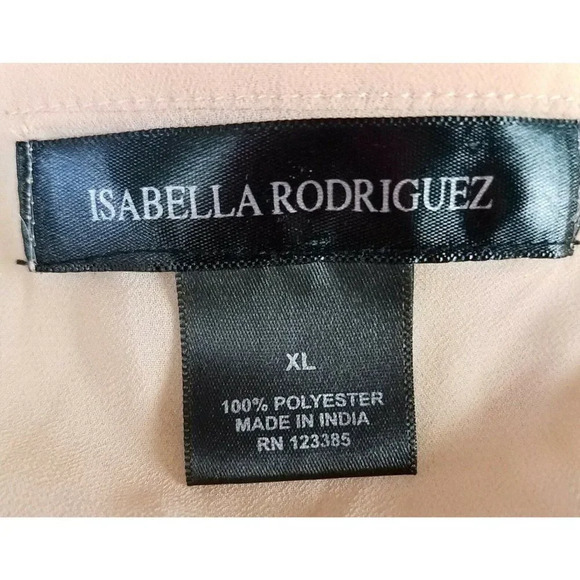 ISABELLA RODRIGUEZ
XL
100% POLYESTER
MADE IN INDIA
RN 123385